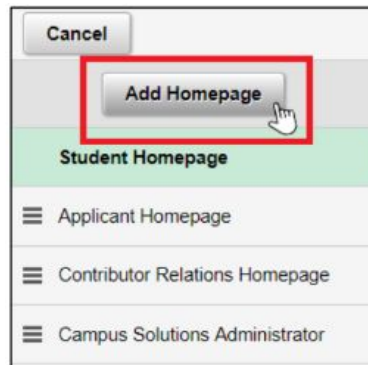 Cancel
Add Homepage
Student Homepage
Applicant Homepage
Contributor Relations Homepage
Campus Solutions Administrator